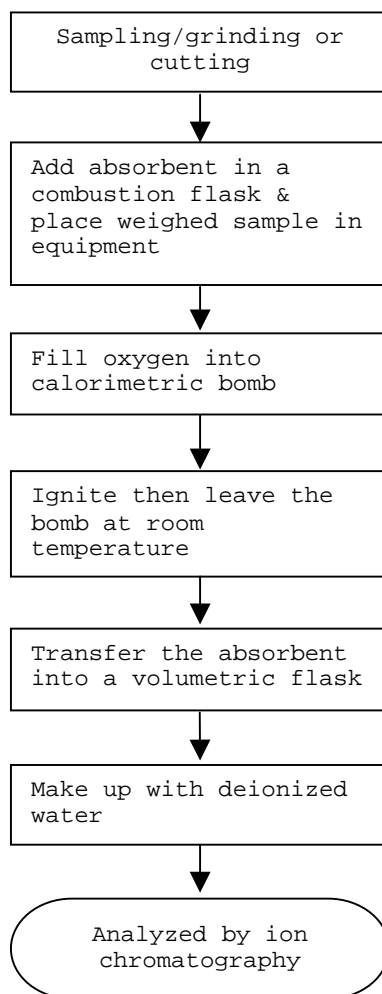 Sampling/grinding or
cutting
Add absorbent in a
combustion flask &
place weighed sample in
equipment
Fill oxygen into
calorimetric bomb
Ignite then leave the
bomb at room
temperature
Transfer the absorbent
into a volumetric flask
Make up with deionized
water
Analyzed by ion
chromatography